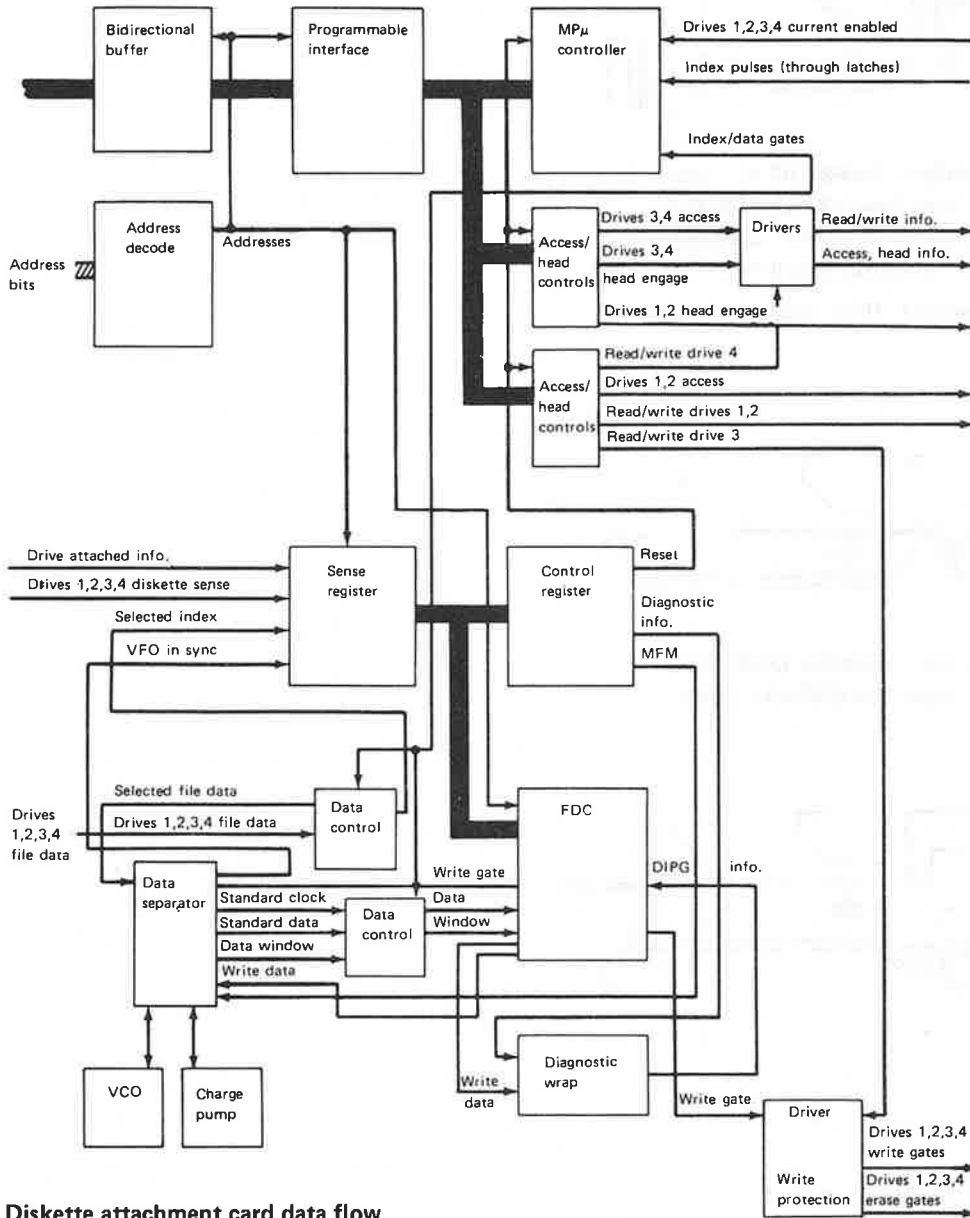 Bidirectional
buffer
Programmable
interface
MPμ
controller
Drives 1,2,3,4 current enabled
Index pulses (through latches)
Index/data gates
Address
decode
Addresses
Address
bits
Access/
head
controls
Drives 3,4 access
Drives 3,4
head engage
Drives 1,2 head engage
Drivers
Read/write info.
Access, head info.
Access/
head
controls
Read/write drive 4
Drives 1,2 access
Read/write drives 1,2
Read/write drive 3
Drive attached info.
Drives 1,2,3,4 diskette sense
Selected index
VFO in sync
Sense
register
Control
register
Reset
Diagnostic
info.
MFM
Selected file data
Drives
1,2,3,4
file data
Drives 1,2,3,4 file data
Data
control
FDC
DIPG info.
Data
separator
Write gate
Standard clock
Standard data
Data window
Write data
Data
control
Data
Window
VCO
Charge
pump
Write
data
Diagnostic
wrap
Write gate
Driver
Write
protection
Drives 1,2,3,4
write gates
Drives 1,2,3,4
erase gates
Diskette attachment card data flow